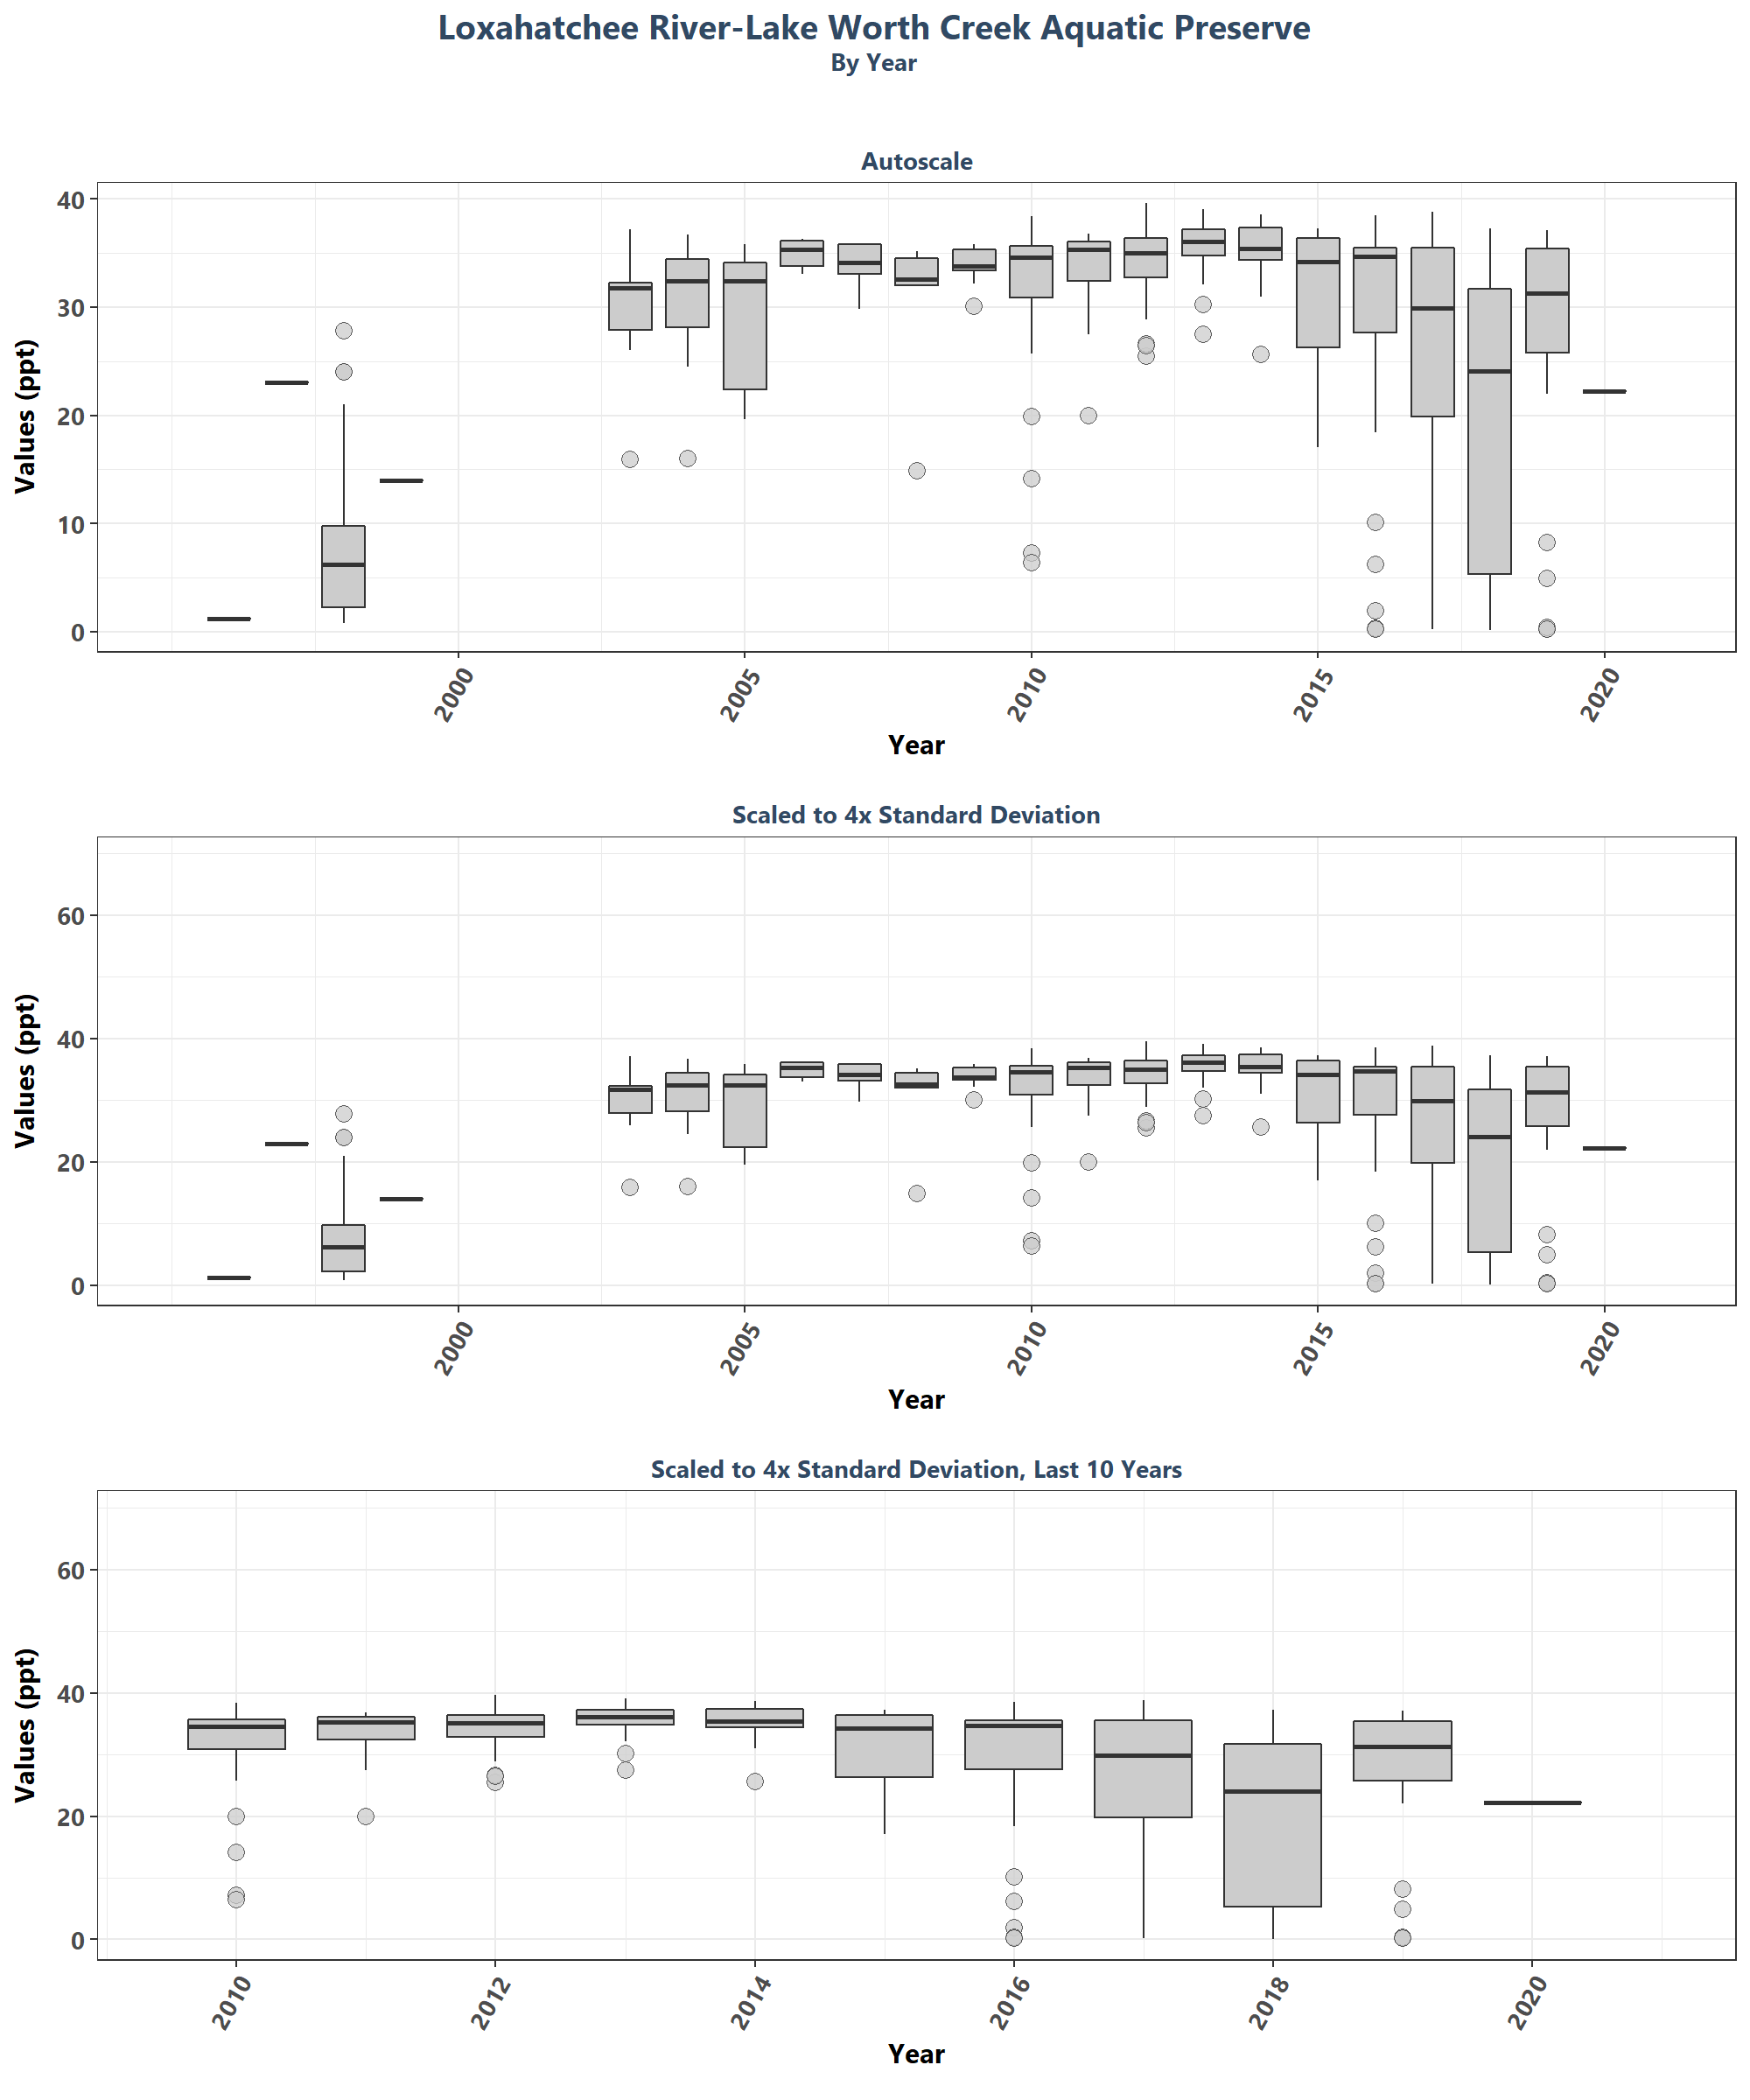 Loxahatchee River-Lake Worth Creek Aquatic Preserve
By Year
Autoscale
Values (ppt)
40
30
20
10
0
2000
2005
2010
2015
2020
Year
Scaled to 4x Standard Deviation
Values (ppt)
60
40
20
0
2000
2005
2010
2015
2020
Year
Scaled to 4x Standard Deviation, Last 10 Years
Values (ppt)
60
40
20
0
2010
2012
2014
2016
2018
2020
Year